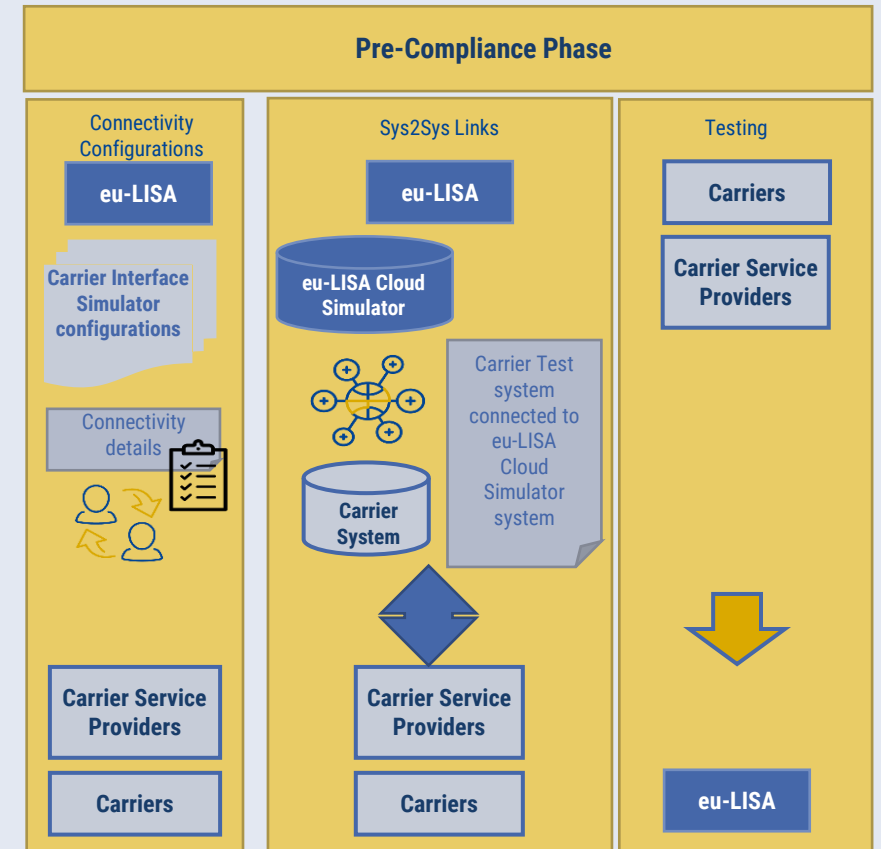 Pre-Compliance Phase
Connectivity
Configurations
eu-LISA
Carrier Interface
Simulator
configurations
Connectivity
details
Carrier Service
Providers
Carriers
Sys2Sys Links
eu-LISA
eu-LISA Cloud
Simulator
Carrier Test
system
connected to
eu-LISA
Cloud
Simulator
system
Carrier
System
Carrier Service
Providers
Carriers
Testing
Carriers
Carrier Service
Providers
eu-LISA